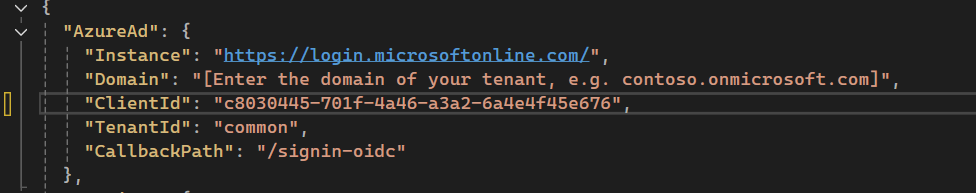 {
"AzureAd": {
"Instance": "https://login.microsoftonline.com/",
"Domain": "[Enter the domain of your tenant, e.g. contoso.onmicrosoft.com]",
"ClientId": "c8030445-701f-4a46-a3a2-6a4e4f45e676",
"TenantId": "common",
"CallbackPath": "/signin-oidc"
},